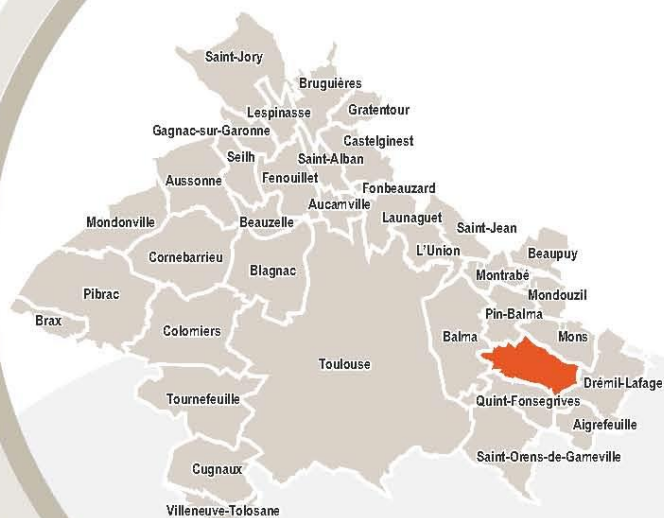 Saint-Jory
Bruguières
Lespinasse
Gratentour
Gagnac-sur-Garonne
Castelginest
Seilh
Saint-Alban
Aussonne
Fenouillet
Fonbeauzard
Aucamville
Launaguet
Mondonville
Beauzelle
Saint-Jean
L'Union
Beaupuy
Cornebarrieu
Blagnac
Montrabé
Pibrac
Mondouzil
Pin-Balma
Brax
Colomiers
Balma
Mons
Toulouse
Drémil-Lafage
Tournefeuille
Quint-Fonsegrives
Aigrefeuille
Saint-Orens-de-Gameville
Cugnaux
Villeneuve-Tolosane